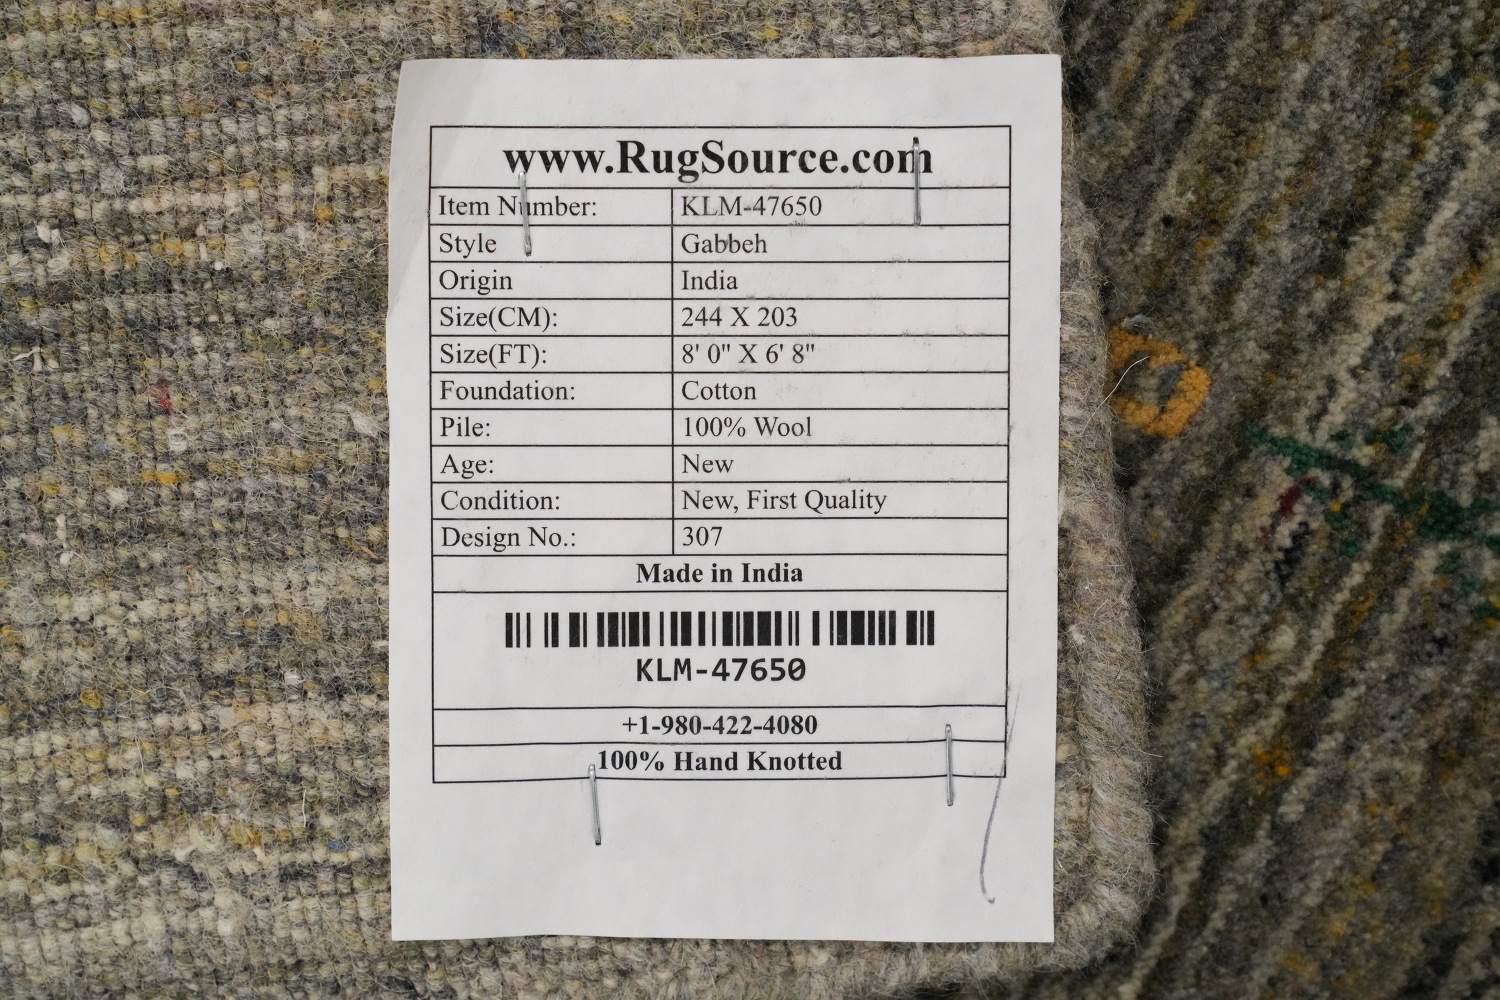 www.RugSource.com
Item Number: KLM-47650
Style Gabbeh
Origin India
Size(CM): 244 X 203
Size(FT): 8' 0" X 6' 8"
Foundation: Cotton
Pile: 100% Wool
Age: New
Condition: New, First Quality
Design No.: 307
Made in India
KLM-47650
+1-980-422-4080
100% Hand Knotted